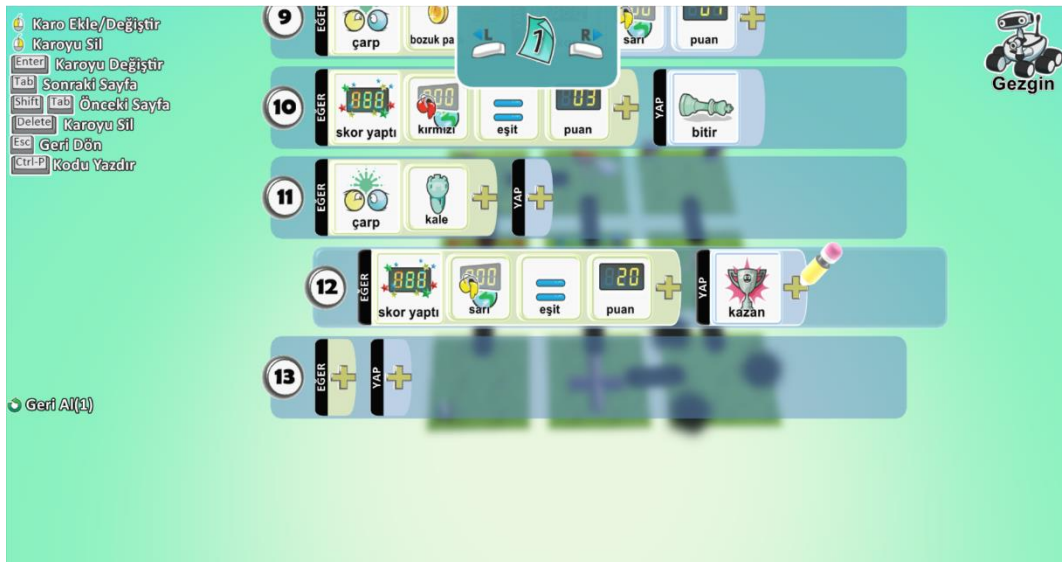 Karo Ekle/Değiştir
Karoyu Sil
Enter Karoyu Değiştir
Tab Sonraki Sayfa
Shift Tab Önceki Sayfa
Delete Karoyu Sil
Esc Geri Dön
Ctrl-P Kodu Yazdır
Geri Al(1)
L 1 R
Gezgin
9 EĞER çarp bozuk pa sarı puan
10 EĞER skor yaptı kırmızı eşit 03 puan YAP bitir
11 EĞER çarp kale YAP
12 EĞER skor yaptı sarı eşit 20 puan YAP kazan
13 EĞER YAP